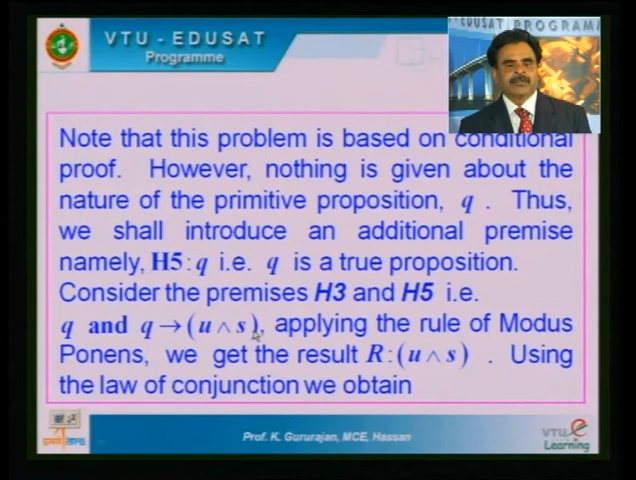 VTU - EDUSAT
Programme
EDUSAT PROGRAMM
Note that this problem is based on conditional
proof. However, nothing is given about the
nature of the primitive proposition, q . Thus,
we shall introduce an additional premise
namely, H5: q i.e. q is a true proposition.
Consider the premises H3 and H5 i.e.
q and q → ( u ∧ s ), applying the rule of Modus
Ponens, we get the result R : ( u ∧ s ) . Using
the law of conjunction we obtain
Prof. K. Gururajan, MCE, Hassan
VTU e
Learning